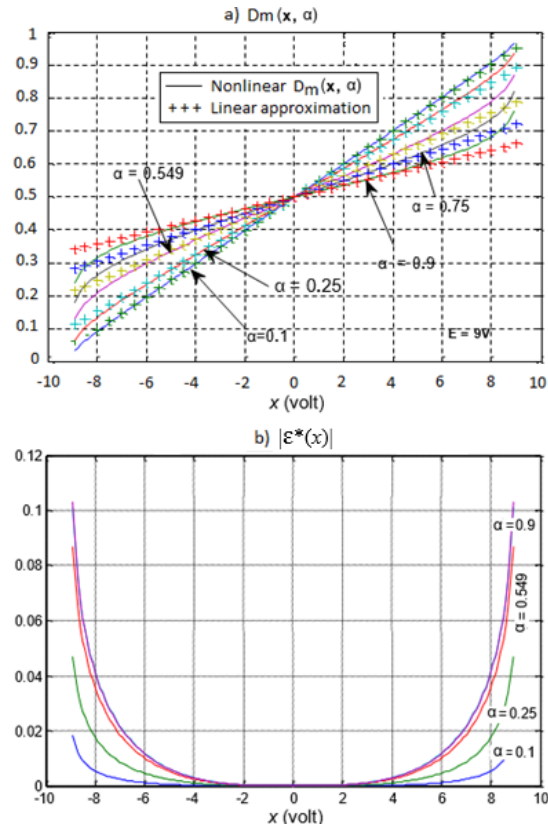 a) Dm (x, α)
1
0.9
0.8
0.7
0.6
0.5
0.4
0.3
0.2
0.1
0
Nonlinear Dm(x, α)
+++ Linear approximation
α = 0.549
α = 0.75
α = 0.9
α = 0.25
α=0.1
E = 9V
-10 -8 -6 -4 -2 0 2 4 6 8 10
x (volt)
b) |ε*(x)|
0.12
0.1
0.08
0.06
0.04
0.02
0
α = 0.9
α = 0.549
α = 0.25
α = 0.1
-10 -8 -6 -4 -2 0 2 4 6 8 10
x (volt)